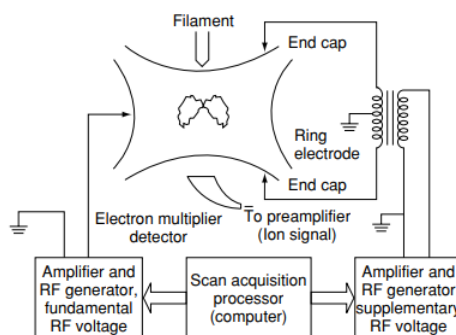 Filament
End cap
Ring
electrode
End cap
Electron multiplier
detector
To preamplifier
(Ion signal)
Amplifier and
RF generator,
fundamental
RF voltage
Scan acquisition
processor
(computer)
Amplifier and
RF generator
supplementary
RF voltage